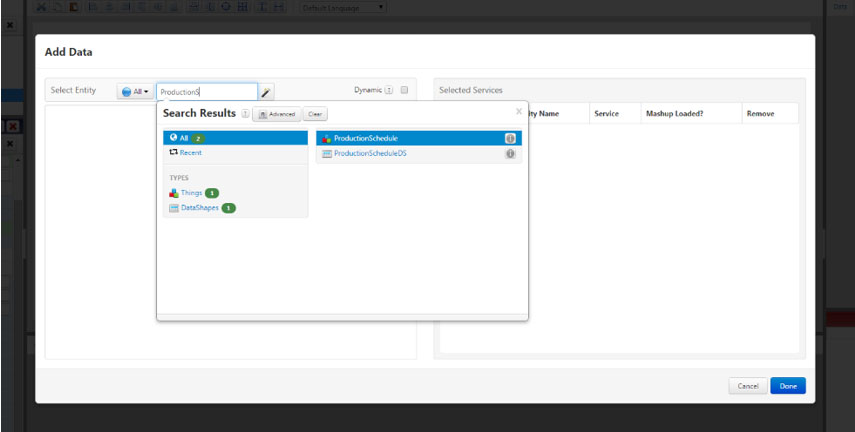 Default Language
Data
Add Data
Select Entity
All
ProductionS
Dynamic
Selected Services
Search Results
Advanced
Clear
ity Name
Service
Mashup Loaded?
Remove
All 2
ProductionSchedule
Recent
ProductionScheduleDS
TYPES
Things 1
DataShapes 1
Cancel
Done